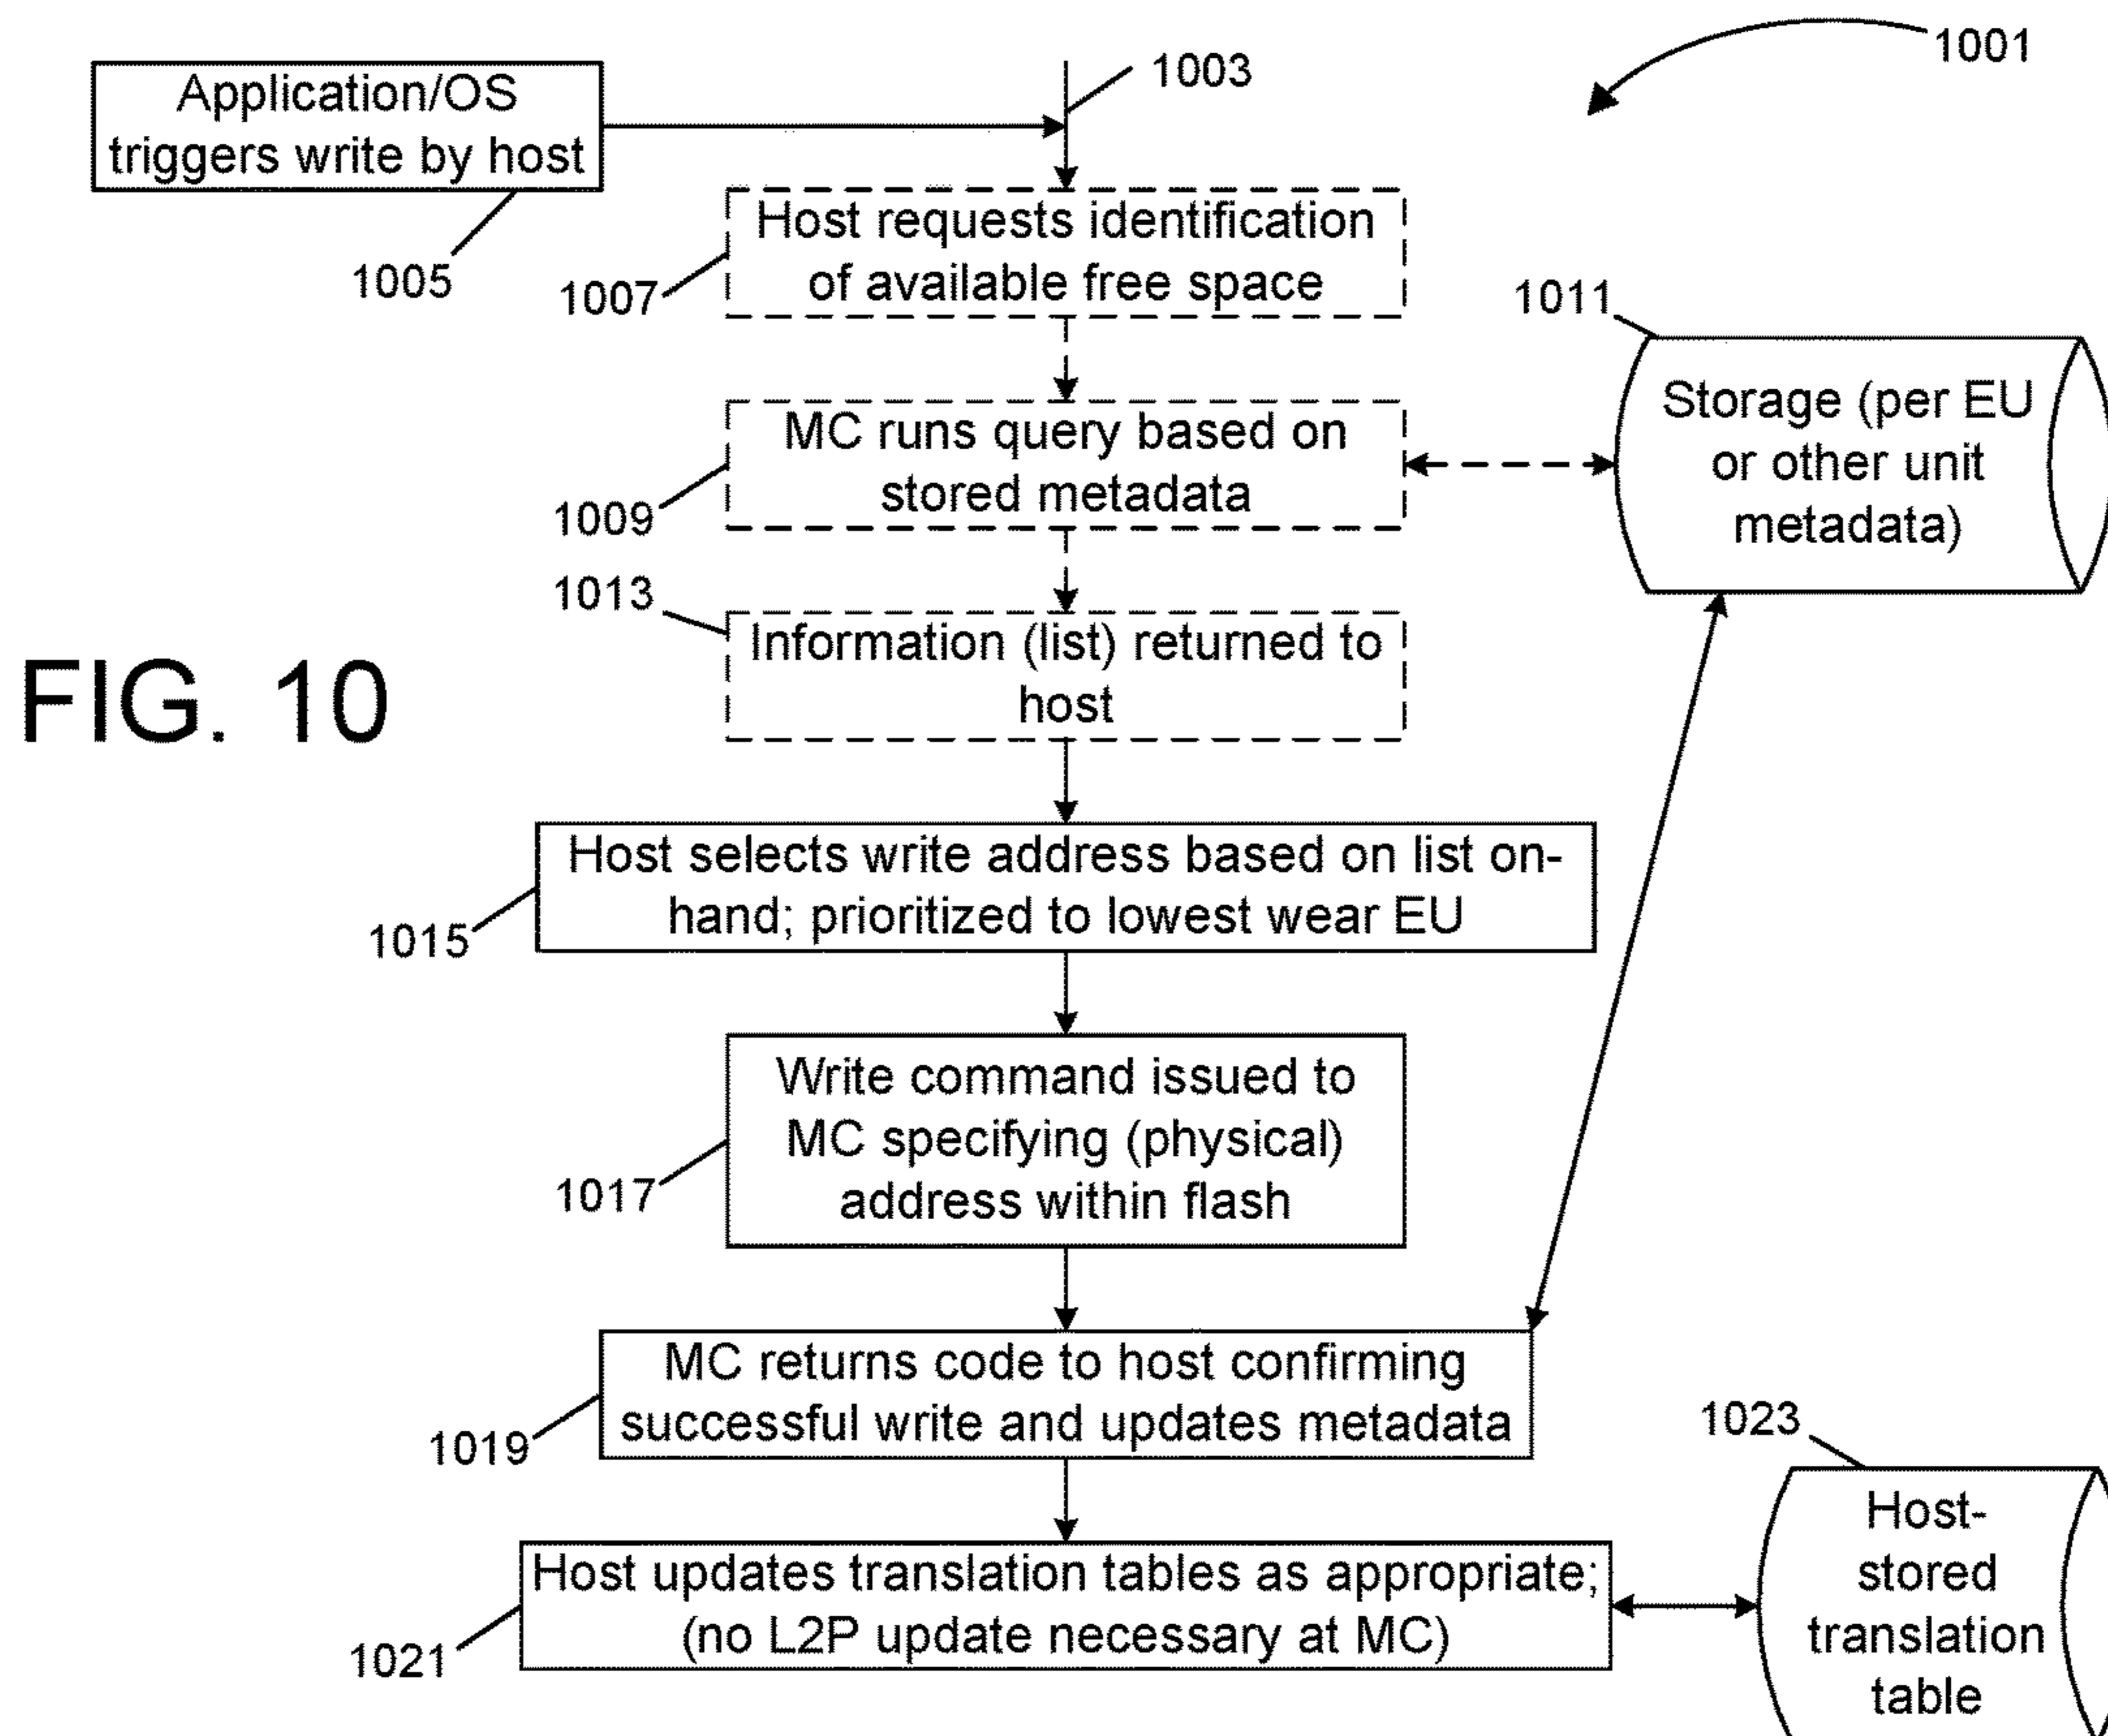 1001
1003
Application/OS
triggers write by host
1005
Host requests identification
of available free space
1007
1011
Storage (per EU
or other unit
metadata)
MC runs query based on
stored metadata
1009
1013
Information (list) returned to
host
FIG. 10
Host selects write address based on list on-
hand; prioritized to lowest wear EU
1015
Write command issued to
MC specifying (physical)
address within flash
1017
MC returns code to host confirming
successful write and updates metadata
1019
1023
Host-
stored
translation
table
Host updates translation tables as appropriate;
(no L2P update necessary at MC)
1021